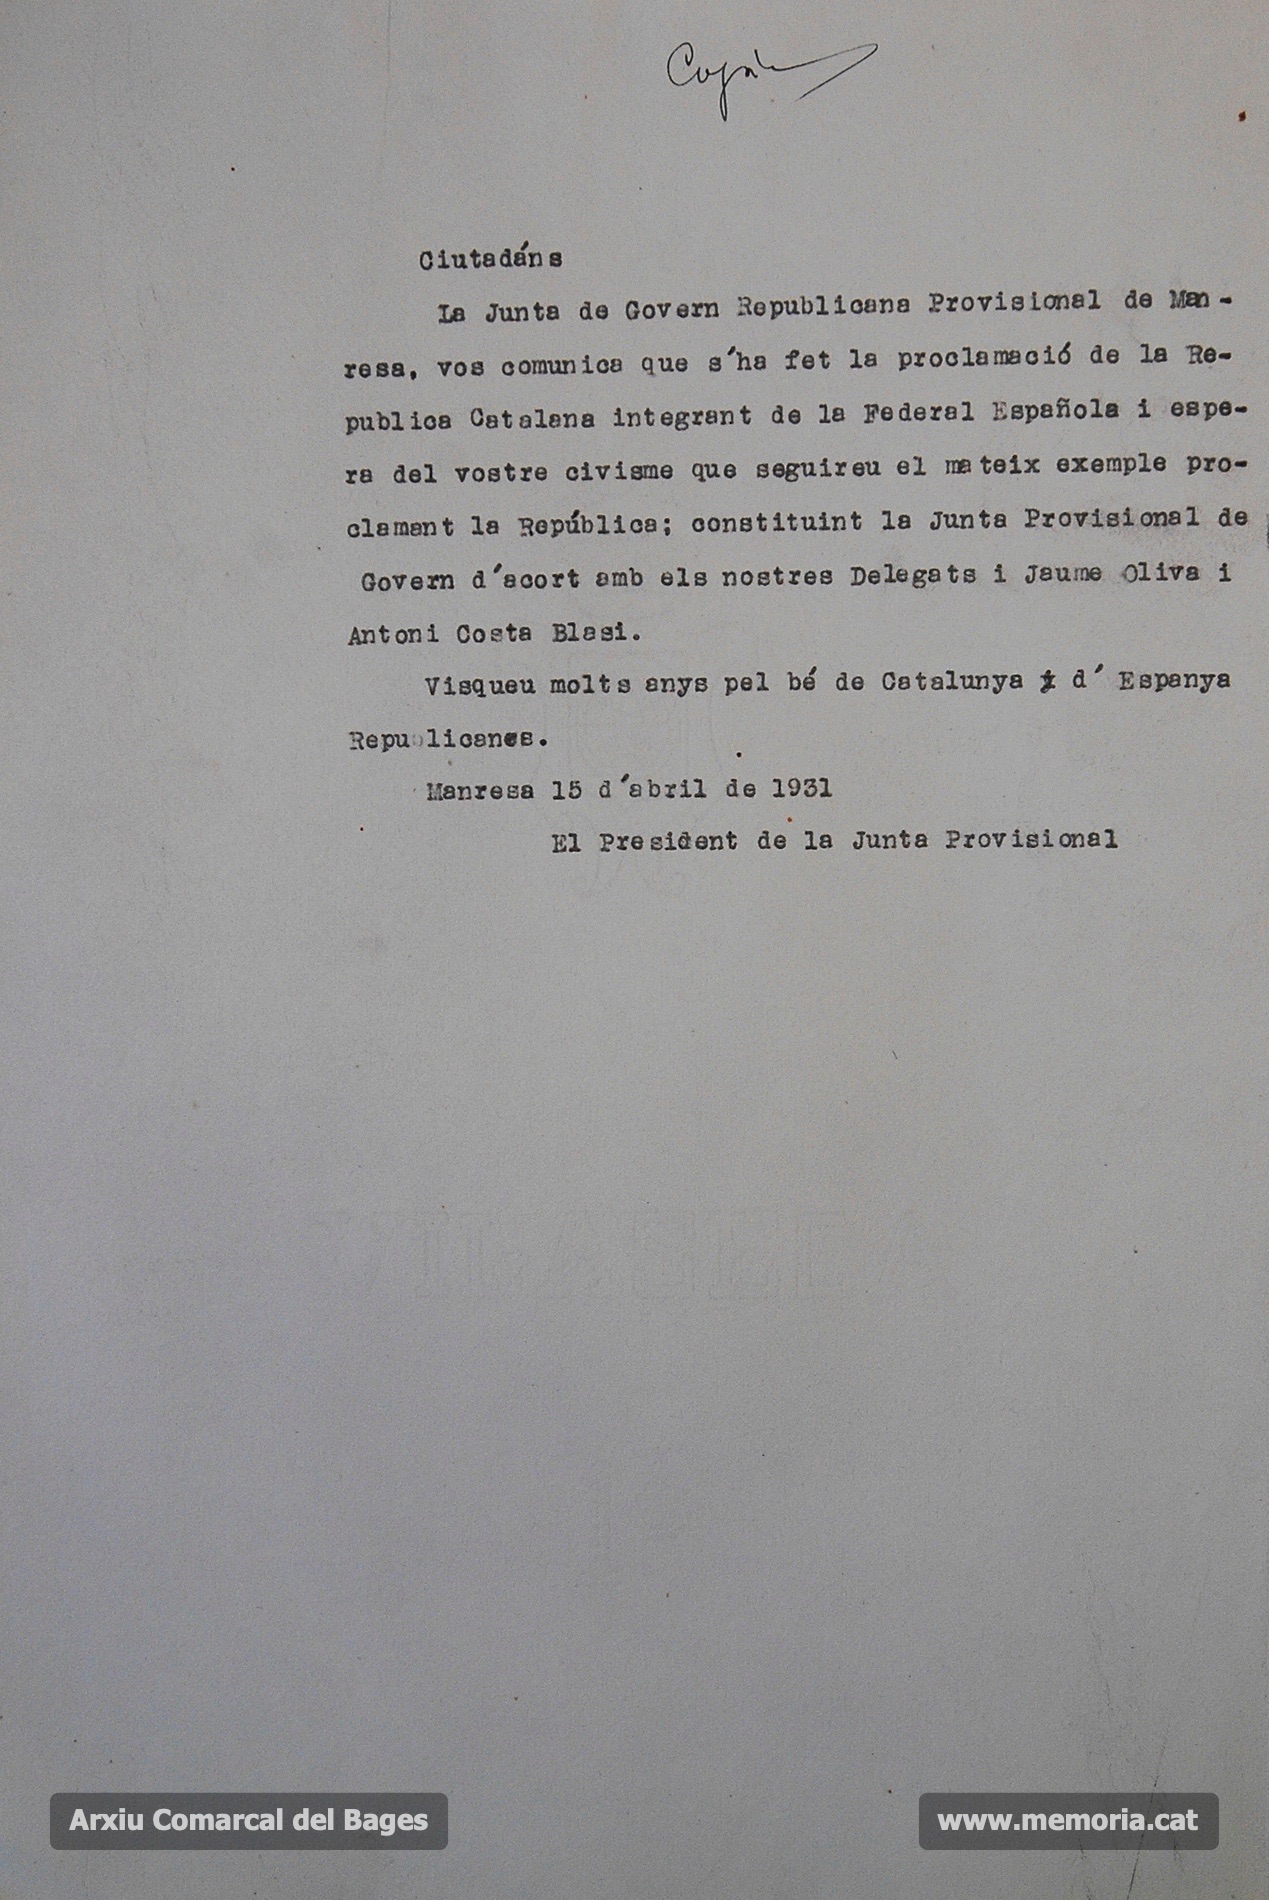 Copia
Ciutadáns
La Junta de Govern Republicana Provisional de Man-
resa, vos comunica que s'ha fet la proclamació de la Re-
publica Catalana integrant de la Federal Española i espe-
ra del vostre civisme que seguireu el mateix exemple pro-
clamant la República; constituint la Junta Provisional de
Govern d'acort amb els nostres Delegats i Jaume Oliva i
Antoni Costa Blasi.
Visqueu molts anys pel bé de Catalunya i d' Espanya
Republicanes.
Manresa 15 d'abril de 1931
El President de la Junta Provisional
Arxiu Comarcal del Bages
www.memoria.cat